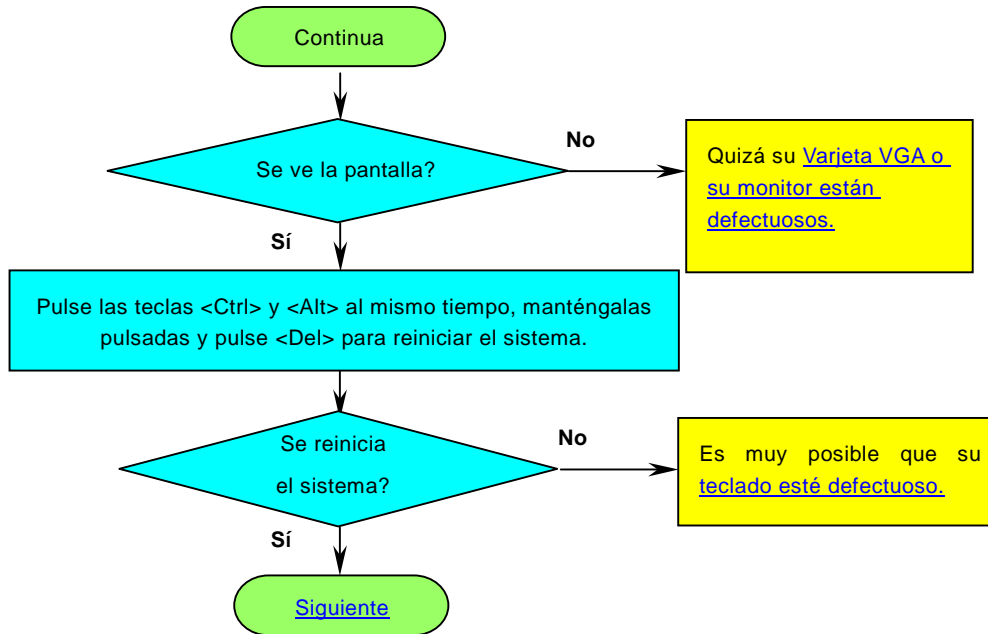 Continua
Se ve la pantalla?
No
Quizá su Varjeta VGA o
su monitor están
defectuosos.
Sí
Pulse las teclas <Ctrl> y <Alt> al mismo tiempo, manténgalas
pulsadas y pulse <Del> para reiniciar el sistema.
Se reinicia
el sistema?
No
Es muy posible que su
teclado esté defectuoso.
Sí
Siguiente